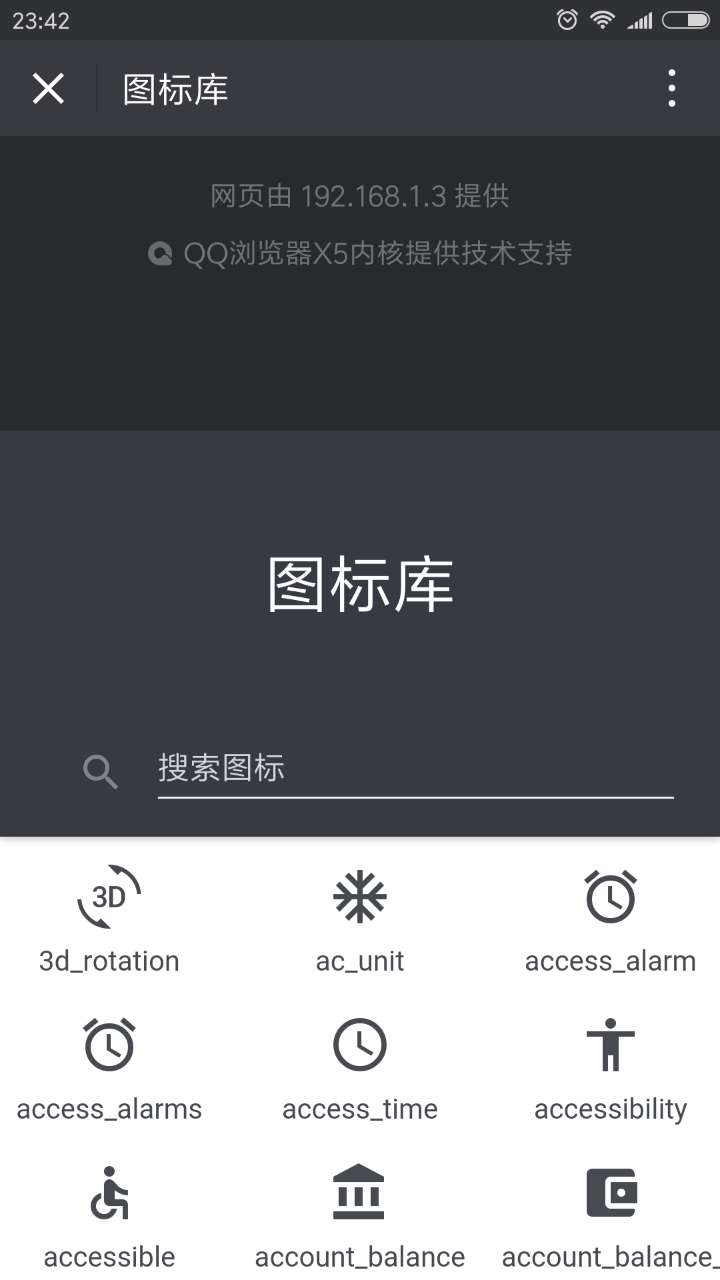 23:42
图标库
网页由 192.168.1.3 提供
QQ浏览器X5内核提供技术支持
图标库
搜索图标
3D
3d_rotation
ac_unit
access_alarm
access_alarms
access_time
accessibility
accessible
account_balance
account_balance_